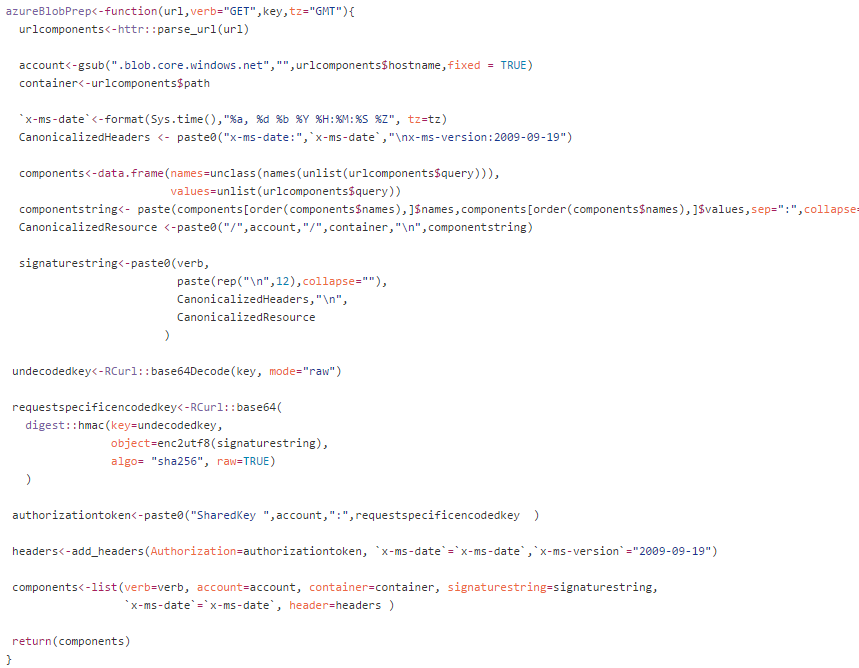 azureBlobPrep<-function(url,verb="GET",key,tz="GMT"){
  urlcomponents<-httr::parse_url(url)

  account<-gsub(".blob.core.windows.net","",urlcomponents$hostname,fixed = TRUE)
  container<-urlcomponents$path

  `x-ms-date`<-format(Sys.time(),"%a, %d %b %Y %H:%M:%S %Z", tz=tz)
  CanonicalizedHeaders <- paste0("x-ms-date:",`x-ms-date`,"\nx-ms-version:2009-09-19")

  components<-data.frame(names=unclass(names(unlist(urlcomponents$query))),
                         values=unlist(urlcomponents$query))
  componentstring<- paste(components[order(components$names),]$names,components[order(components$names),]$values,sep=":",collapse=
  CanonicalizedResource <-paste0("/",account,"/",container,"\n",componentstring)

  signaturestring<-paste0(verb,
                          paste(rep("\n",12),collapse=""),
                          CanonicalizedHeaders,"\n",
                          CanonicalizedResource
                        )

 undecodedkey<-RCurl::base64Decode(key, mode="raw")

 requestspecificencodedkey<-RCurl::base64(
   digest::hmac(key=undecodedkey,
                object=enc2utf8(signaturestring),
                algo= "sha256", raw=TRUE)
   )

 authorizationtoken<-paste0("SharedKey ",account,":",requestspecificencodedkey  )

 headers<-add_headers(Authorization=authorizationtoken, `x-ms-date`=`x-ms-date`,`x-ms-version`="2009-09-19")

 components<-list(verb=verb, account=account, container=container, signaturestring=signaturestring,
                  `x-ms-date`=`x-ms-date`, header=headers )

 return(components)
}